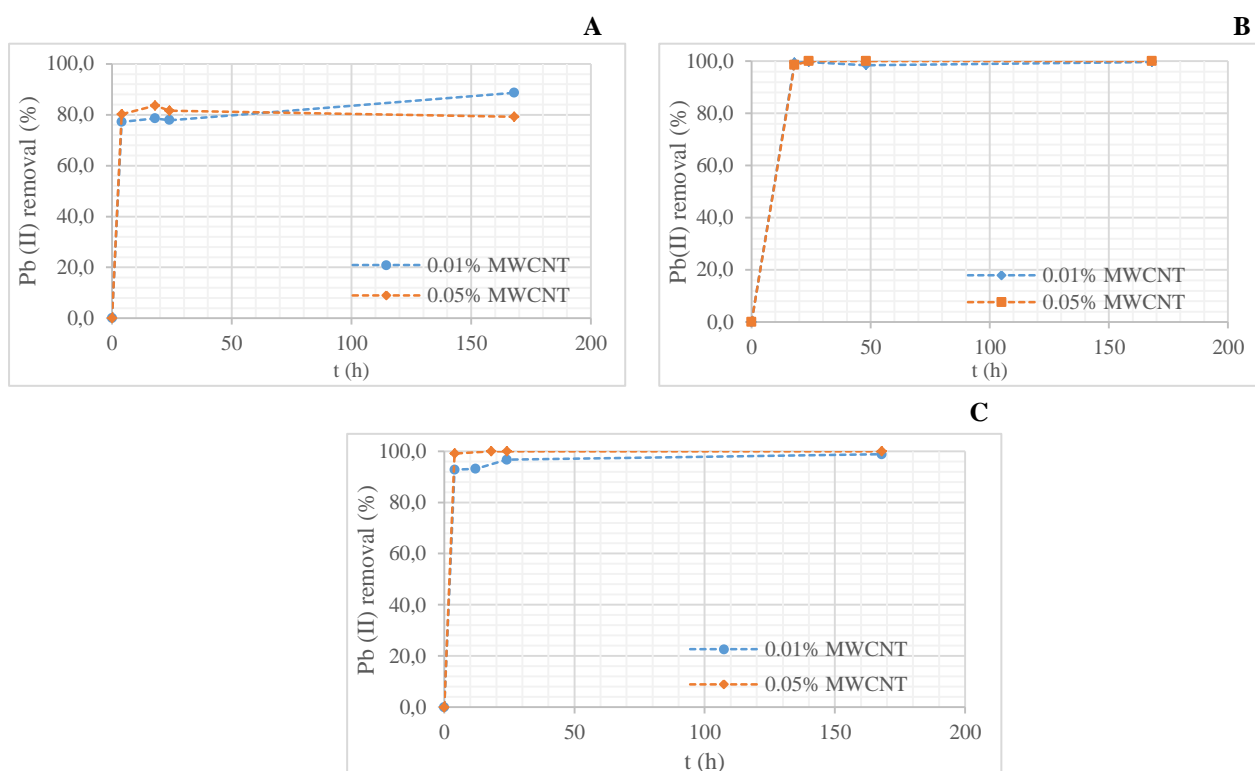 A
Pb (II) removal (%)
100,0
80,0
60,0
40,0
20,0
0,0
0
50
100
150
200
t (h)
0.01% MWCNT
0.05% MWCNT
B
Pb(II) removal (%)
100,0
80,0
60,0
40,0
20,0
0,0
0
50
100
150
200
t (h)
0.01% MWCNT
0.05% MWCNT
C
Pb (II) removal (%)
100,0
80,0
60,0
40,0
20,0
0,0
0
50
100
150
200
t (h)
0.01% MWCNT
0.05% MWCNT